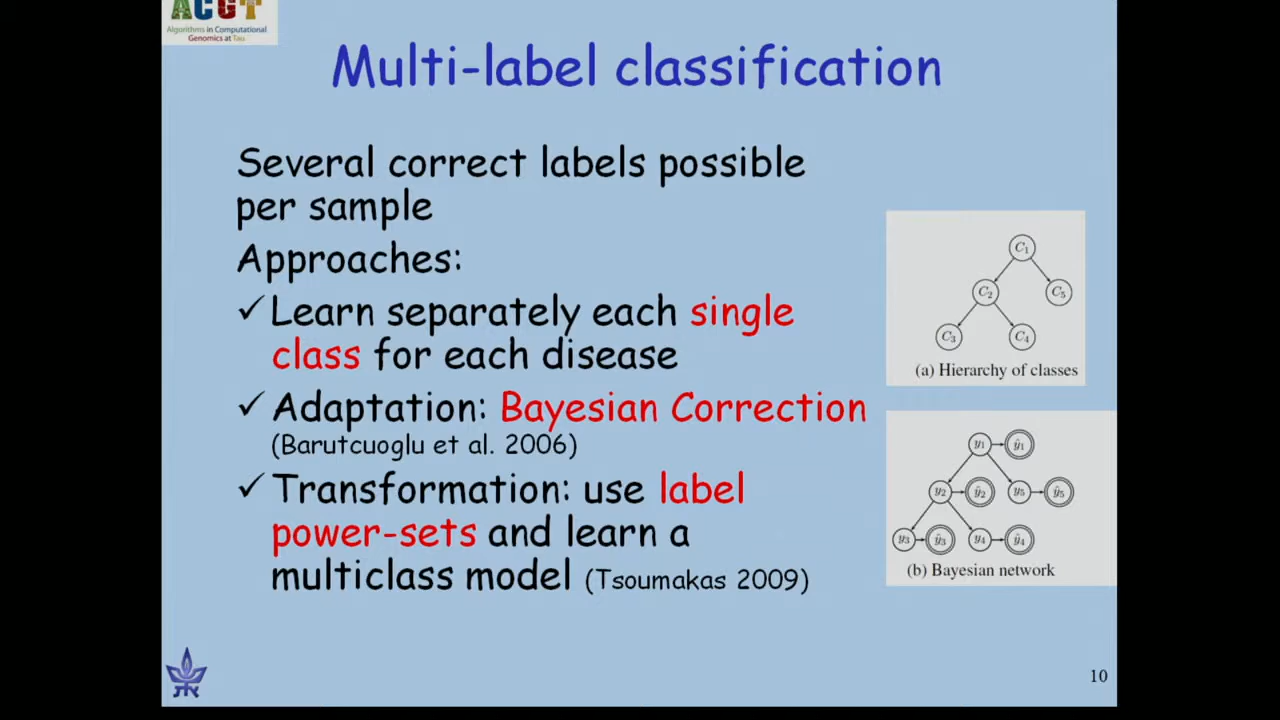 ACGT
Algorithms in Computational
Genomics at Tau
Multi-label classification
Several correct labels possible
per sample
Approaches:
✓Learn separately each single
class for each disease
✓Adaptation: Bayesian Correction
(Barutcuoglu et al. 2006)
✓Transformation: use label
power-sets and learn a
multiclass model (Tsoumakas 2009)
C1
C2 C5
C3 C4
(a) Hierarchy of classes
y1 ŷ1
y2 ŷ2 y5 ŷ5
y3 ŷ3 y4 ŷ4
(b) Bayesian network
10